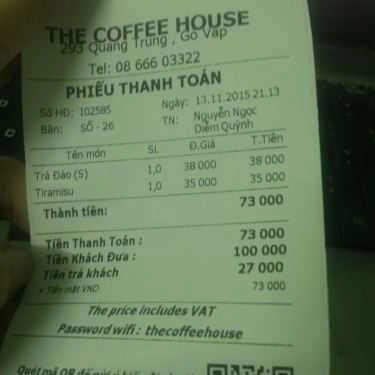 THE COFFEE HOUSE
293 Quang Trung , Gò Vấp
Tel: 08 666 03322
PHIẾU THANH TOÁN
Số HĐ: 102585 Ngày: 13.11.2015 21.13
Bàn: SỐ - 26 TN: Nguyễn Ngọc Diễm Quỳnh
Tên món SL Đ.Giá T.Tiền
Trà Đào (S) 1,0 38 000 38 000
Tiramisu 1,0 35 000 35 000
Thành tiền: 73 000
Tiền Thanh Toán : 73 000
Tiền Khách Đưa : 100 000
Tiền trả khách 27 000
+ Tiền mặt VND 73 000
The price includes VAT
Password wifi : thecoffeehouse
Quét mã QR để